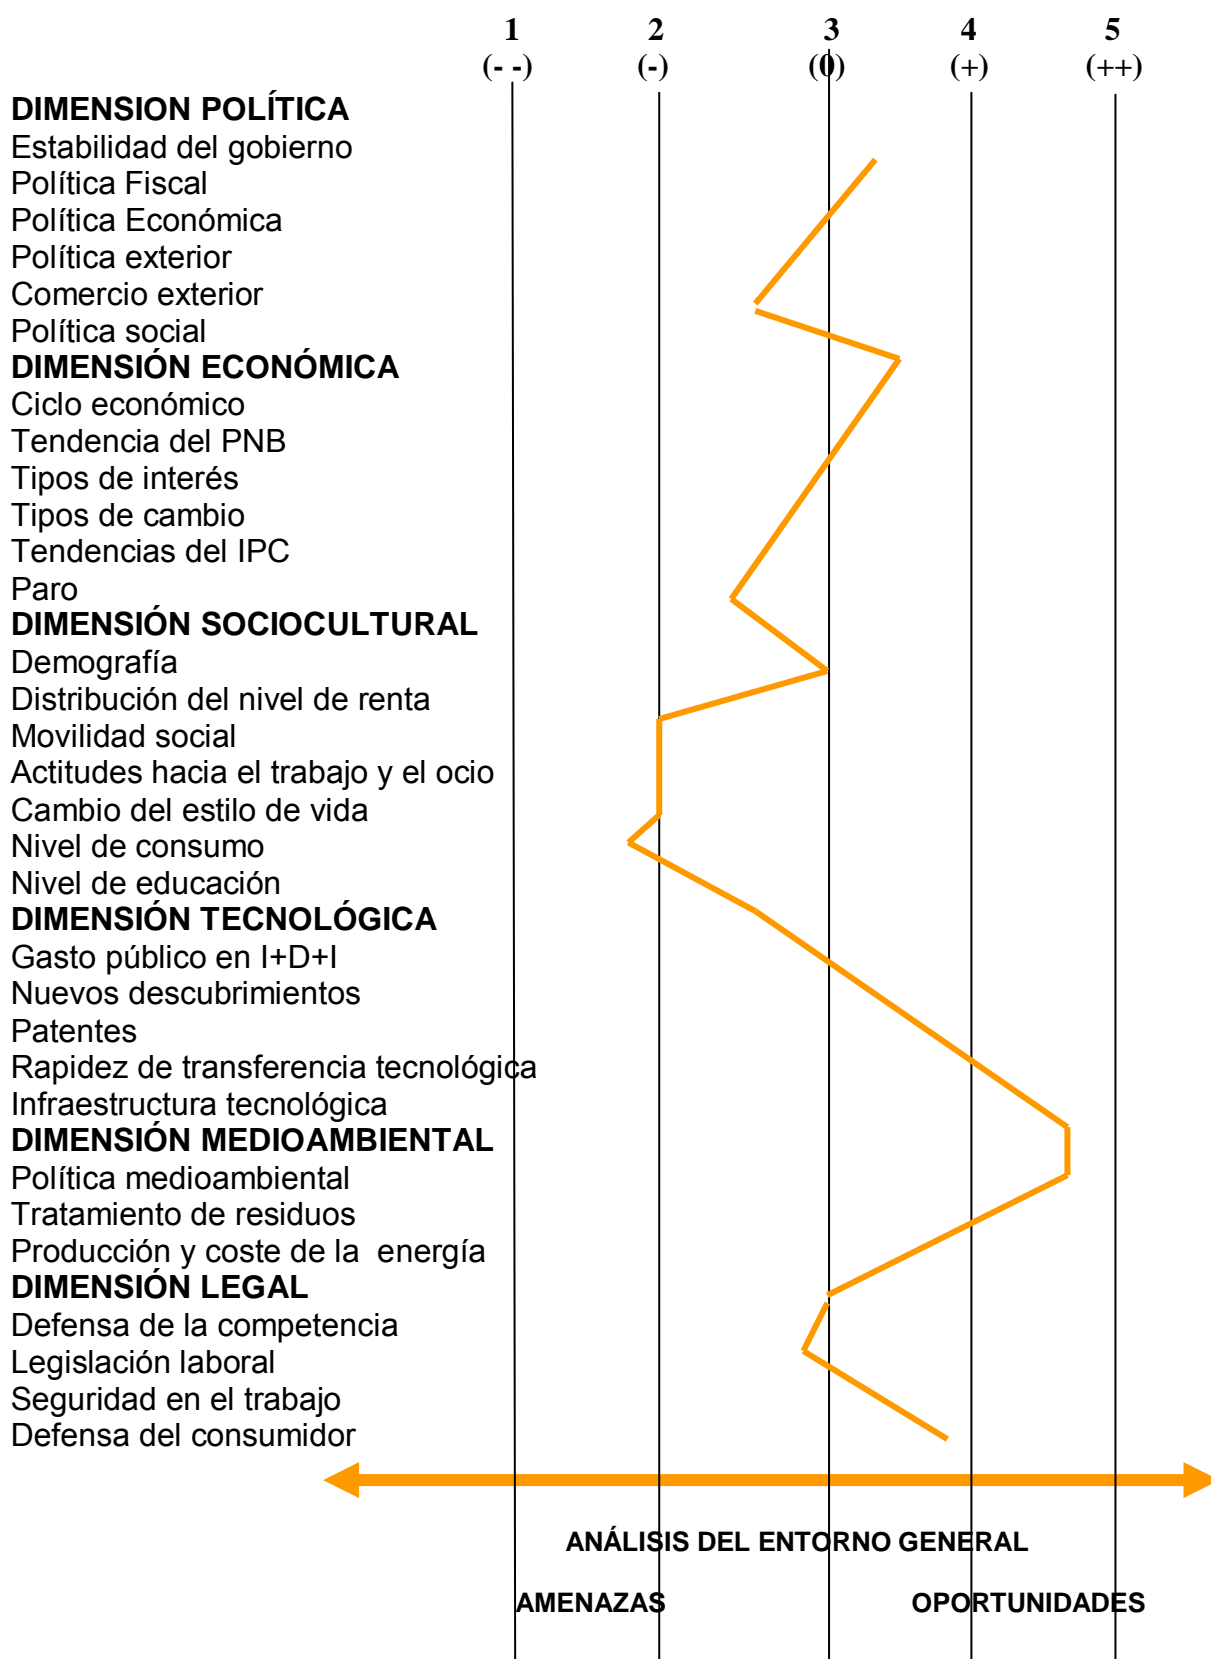 1 2 3 4 5
(- -) (-) (0) (+) (++)
DIMENSION POLÍTICA
Estabilidad del gobierno
Política Fiscal
Política Económica
Política exterior
Comercio exterior
Política social
DIMENSIÓN ECONÓMICA
Ciclo económico
Tendencia del PNB
Tipos de interés
Tipos de cambio
Tendencias del IPC
Paro
DIMENSIÓN SOCIOCULTURAL
Demografía
Distribución del nivel de renta
Movilidad social
Actitudes hacia el trabajo y el ocio
Cambio del estilo de vida
Nivel de consumo
Nivel de educación
DIMENSIÓN TECNOLÓGICA
Gasto público en I+D+I
Nuevos descubrimientos
Patentes
Rapidez de transferencia tecnológica
Infraestructura tecnológica
DIMENSIÓN MEDIOAMBIENTAL
Política medioambiental
Tratamiento de residuos
Producción y coste de la energía
DIMENSIÓN LEGAL
Defensa de la competencia
Legislación laboral
Seguridad en el trabajo
Defensa del consumidor
ANÁLISIS DEL ENTORNO GENERAL
AMENAZAS OPORTUNIDADES